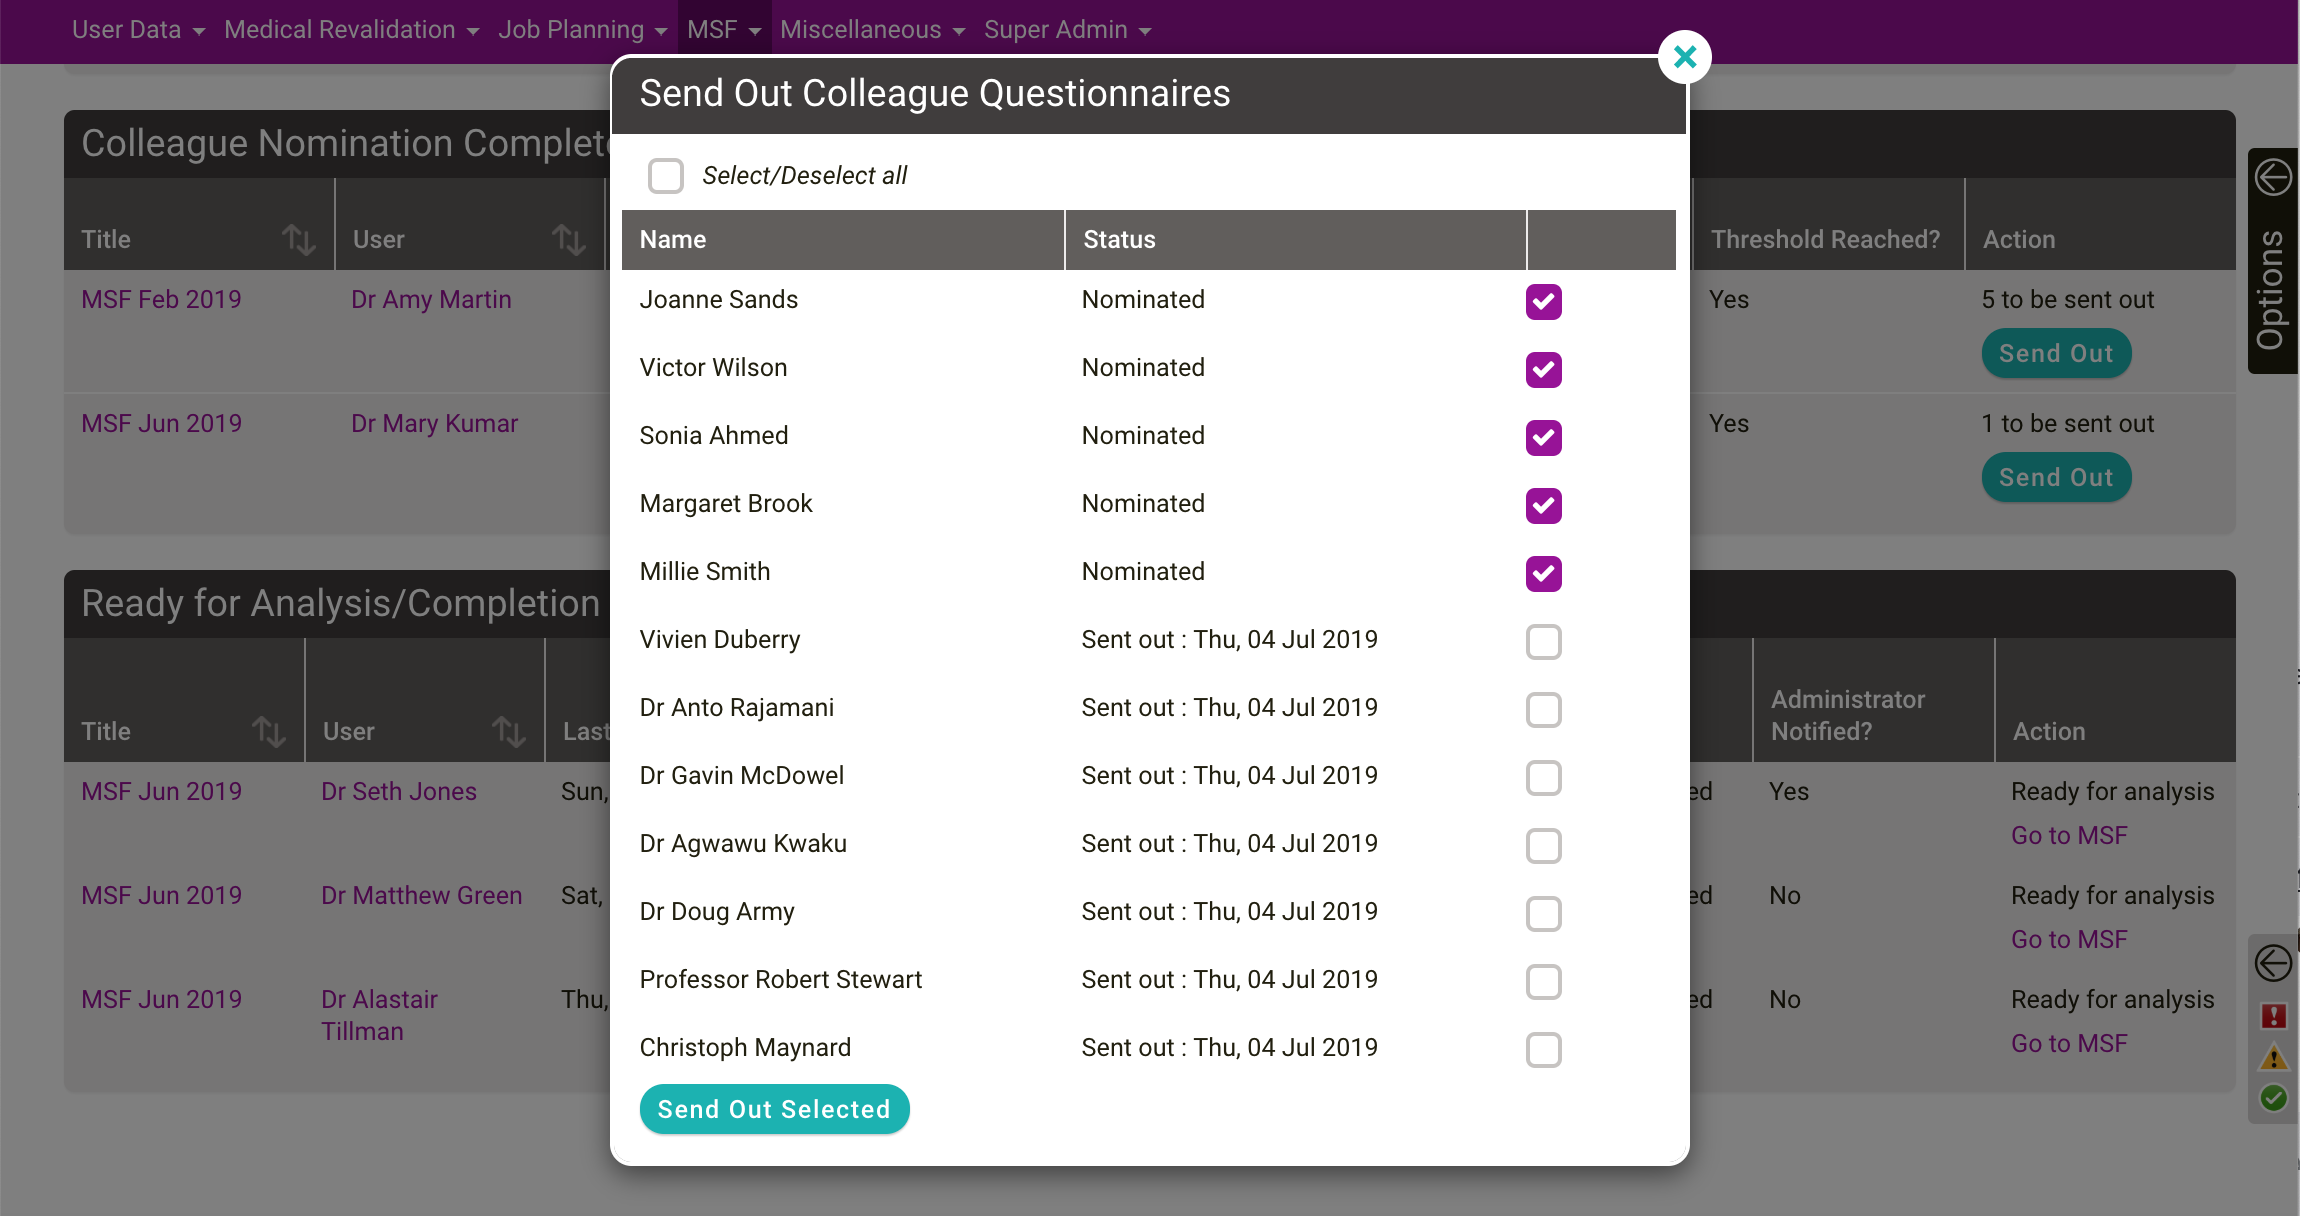 User Data Medical Revalidation Job Planning MSF Miscellaneous Super Admin
Send Out Colleague Questionnaires
Select/Deselect all
Name Status
Joanne Sands Nominated
Victor Wilson Nominated
Sonia Ahmed Nominated
Margaret Brook Nominated
Millie Smith Nominated
Vivien Duberry Sent out : Thu, 04 Jul 2019
Dr Anto Rajamani Sent out : Thu, 04 Jul 2019
Dr Gavin McDowel Sent out : Thu, 04 Jul 2019
Dr Agwawu Kwaku Sent out : Thu, 04 Jul 2019
Dr Doug Army Sent out : Thu, 04 Jul 2019
Professor Robert Stewart Sent out : Thu, 04 Jul 2019
Christoph Maynard Sent out : Thu, 04 Jul 2019
Send Out Selected
Colleague Nomination
Title User Threshold Reached? Action
MSF Feb 2019 Dr Amy Martin Yes 5 to be sent out
Send Out
MSF Jun 2019 Dr Mary Kumar Yes 1 to be sent out
Send Out
Ready for Analysis/Completion
Administrator
Title User Last Notified? Action
MSF Jun 2019 Dr Seth Jones Sun, Yes Ready for analysis
Go to MSF
MSF Jun 2019 Dr Matthew Green Sat, No Ready for analysis
Go to MSF
MSF Jun 2019 Dr Alastair Thu, No Ready for analysis
Tillman Go to MSF
Options